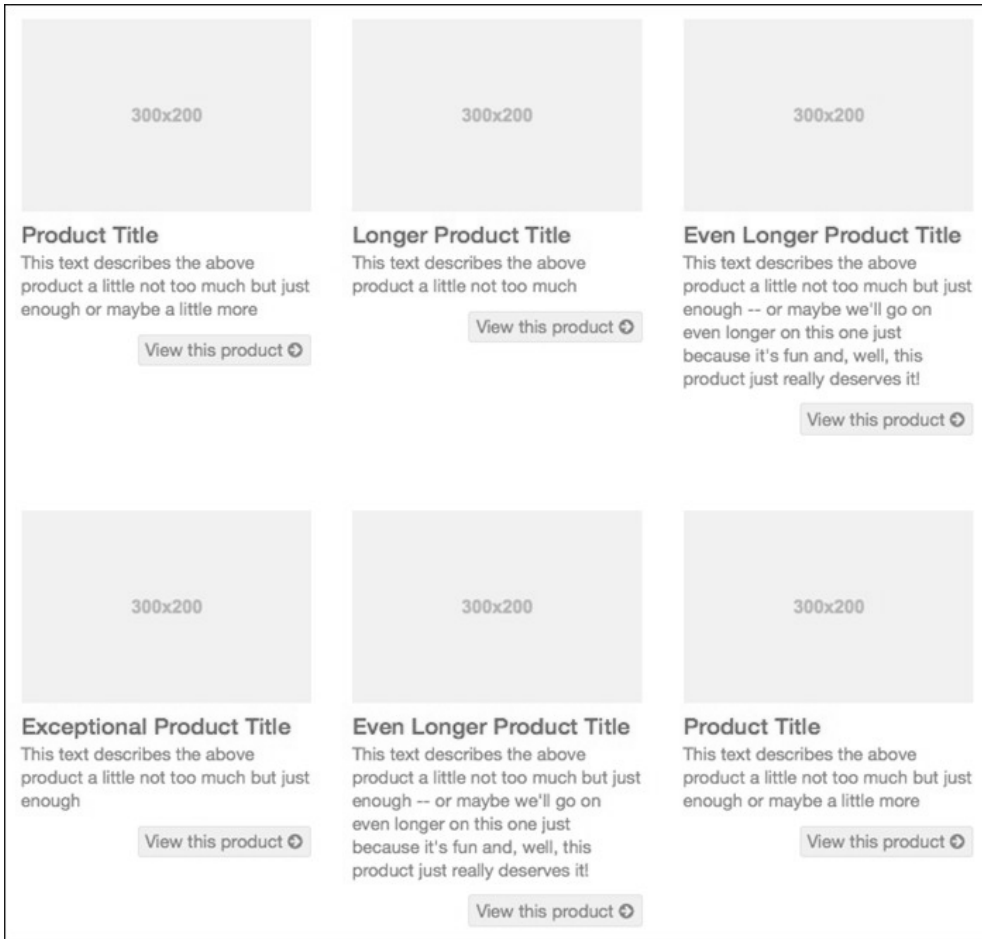 300x200
Product Title
This text describes the above
product a little not too much but just
enough or maybe a little more
View this product
300x200
Longer Product Title
This text describes the above
product a little not too much
View this product
300x200
Even Longer Product Title
This text describes the above
product a little not too much but just
enough -- or maybe we'll go on
even longer on this one just
because it's fun and, well, this
product just really deserves it!
View this product
300x200
Exceptional Product Title
This text describes the above
product a little not too much but just
enough
View this product
300x200
Even Longer Product Title
This text describes the above
product a little not too much but just
enough -- or maybe we'll go on
even longer on this one just
because it's fun and, well, this
product just really deserves it!
View this product
300x200
Product Title
This text describes the above
product a little not too much but just
enough or maybe a little more
View this product